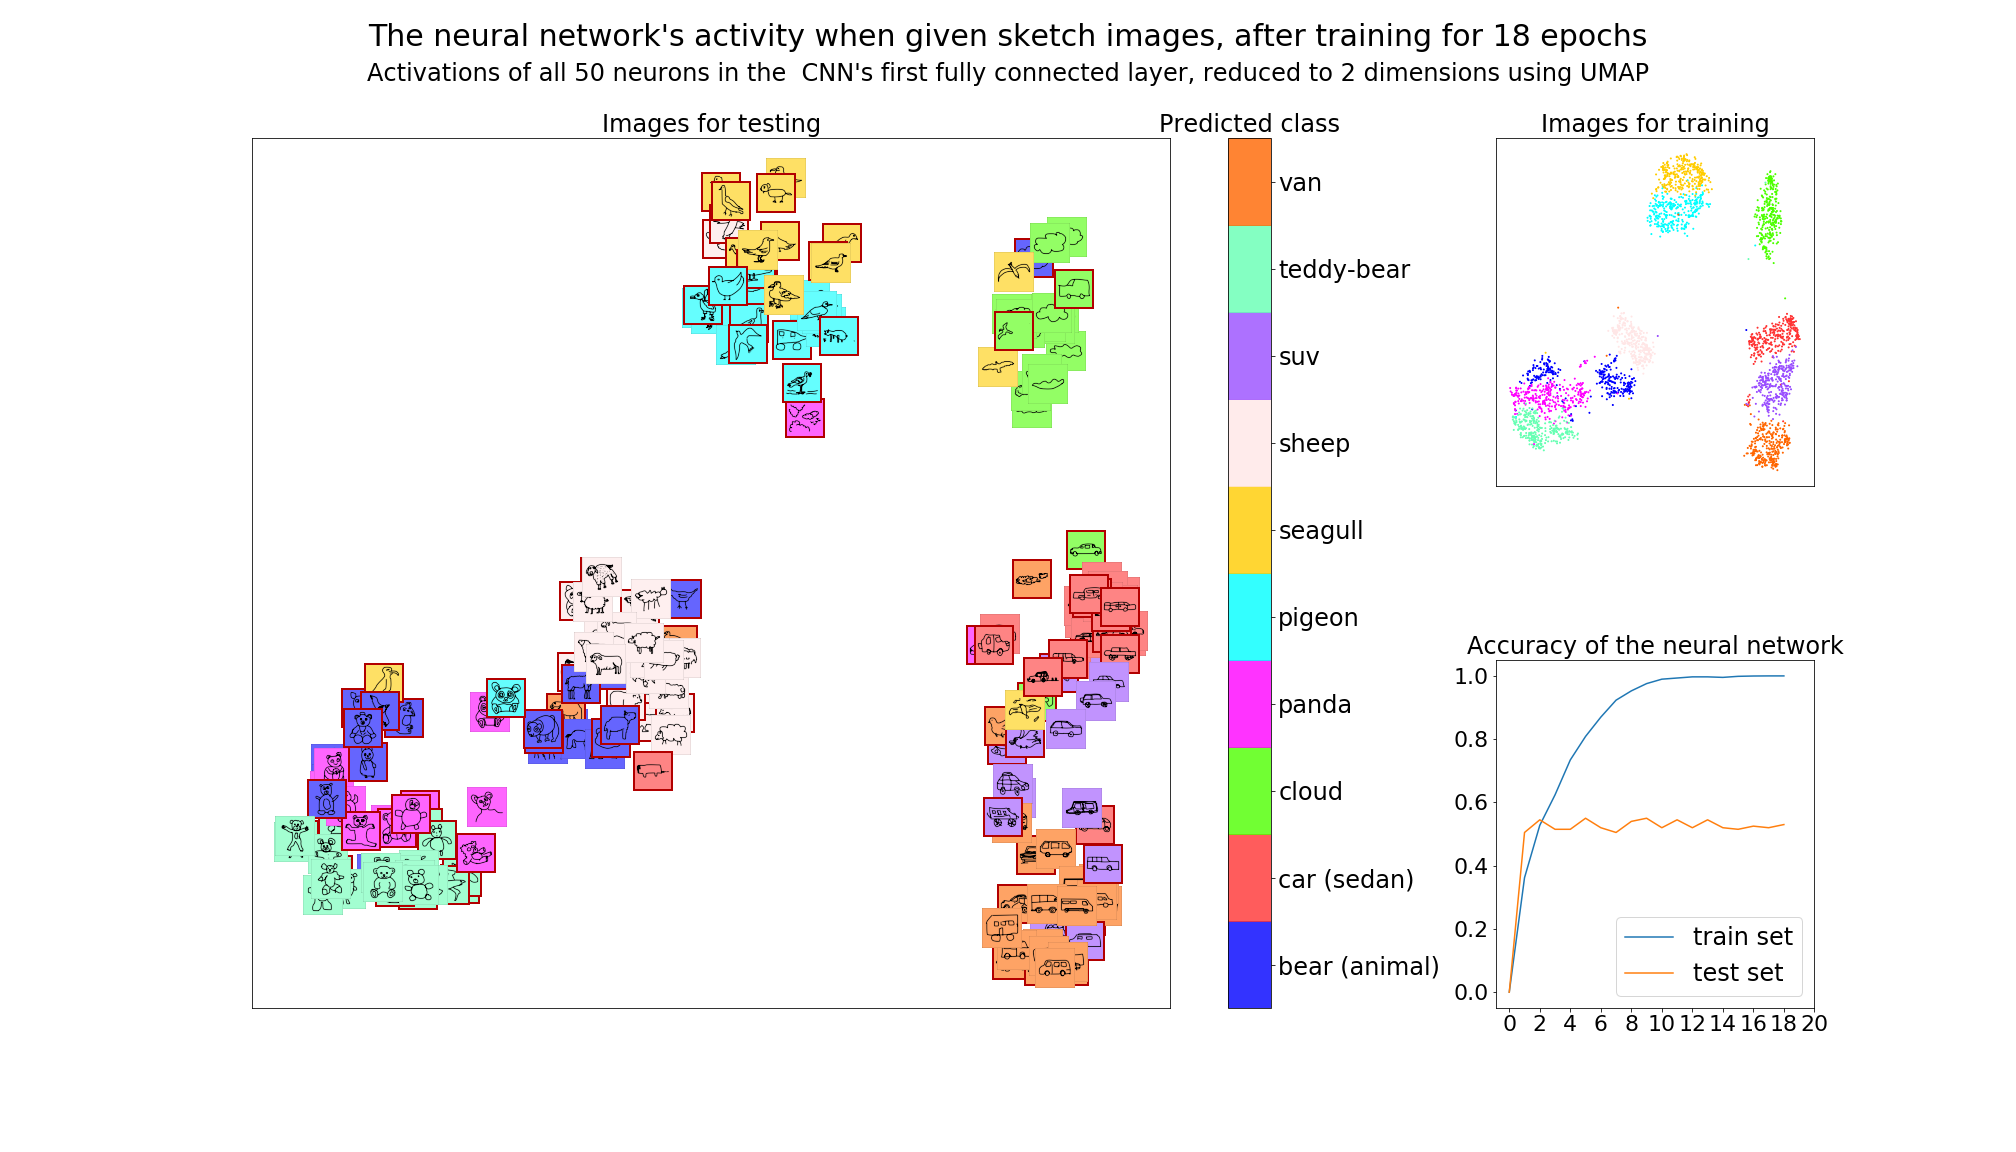 The neural network's activity when given sketch images, after training for 18 epochs
Activations of all 50 neurons in the  CNN's first fully connected layer, reduced to 2 dimensions using UMAP
Images for testing
Predicted class
van
teddy-bear
suv
sheep
seagull
pigeon
panda
cloud
car (sedan)
bear (animal)
Images for training
Accuracy of the neural network
1.0
0.8
0.6
0.4
0.2
0.0
train set
test set
0 2 4 6 8 10 12 14 16 18 20